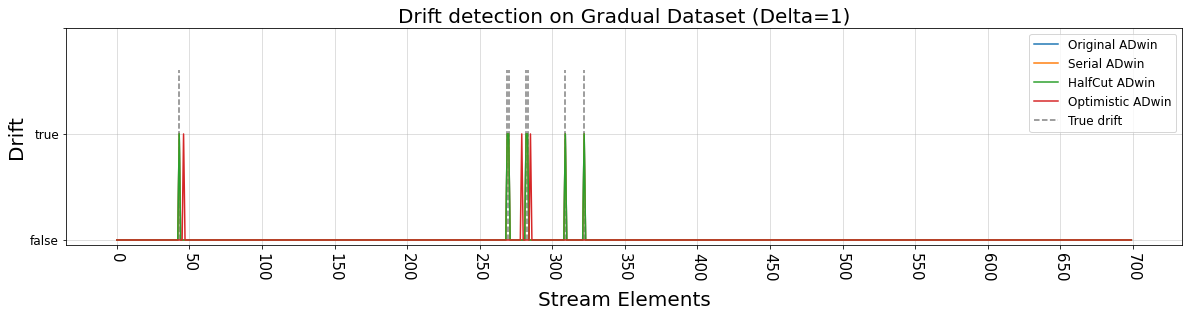 Drift detection on Gradual Dataset (Delta=1)
Drift
true
false
Original ADwin
Serial ADwin
HalfCut ADwin
Optimistic ADwin
True drift
0
50
100
150
200
250
300
350
400
450
500
550
600
650
700
Stream Elements